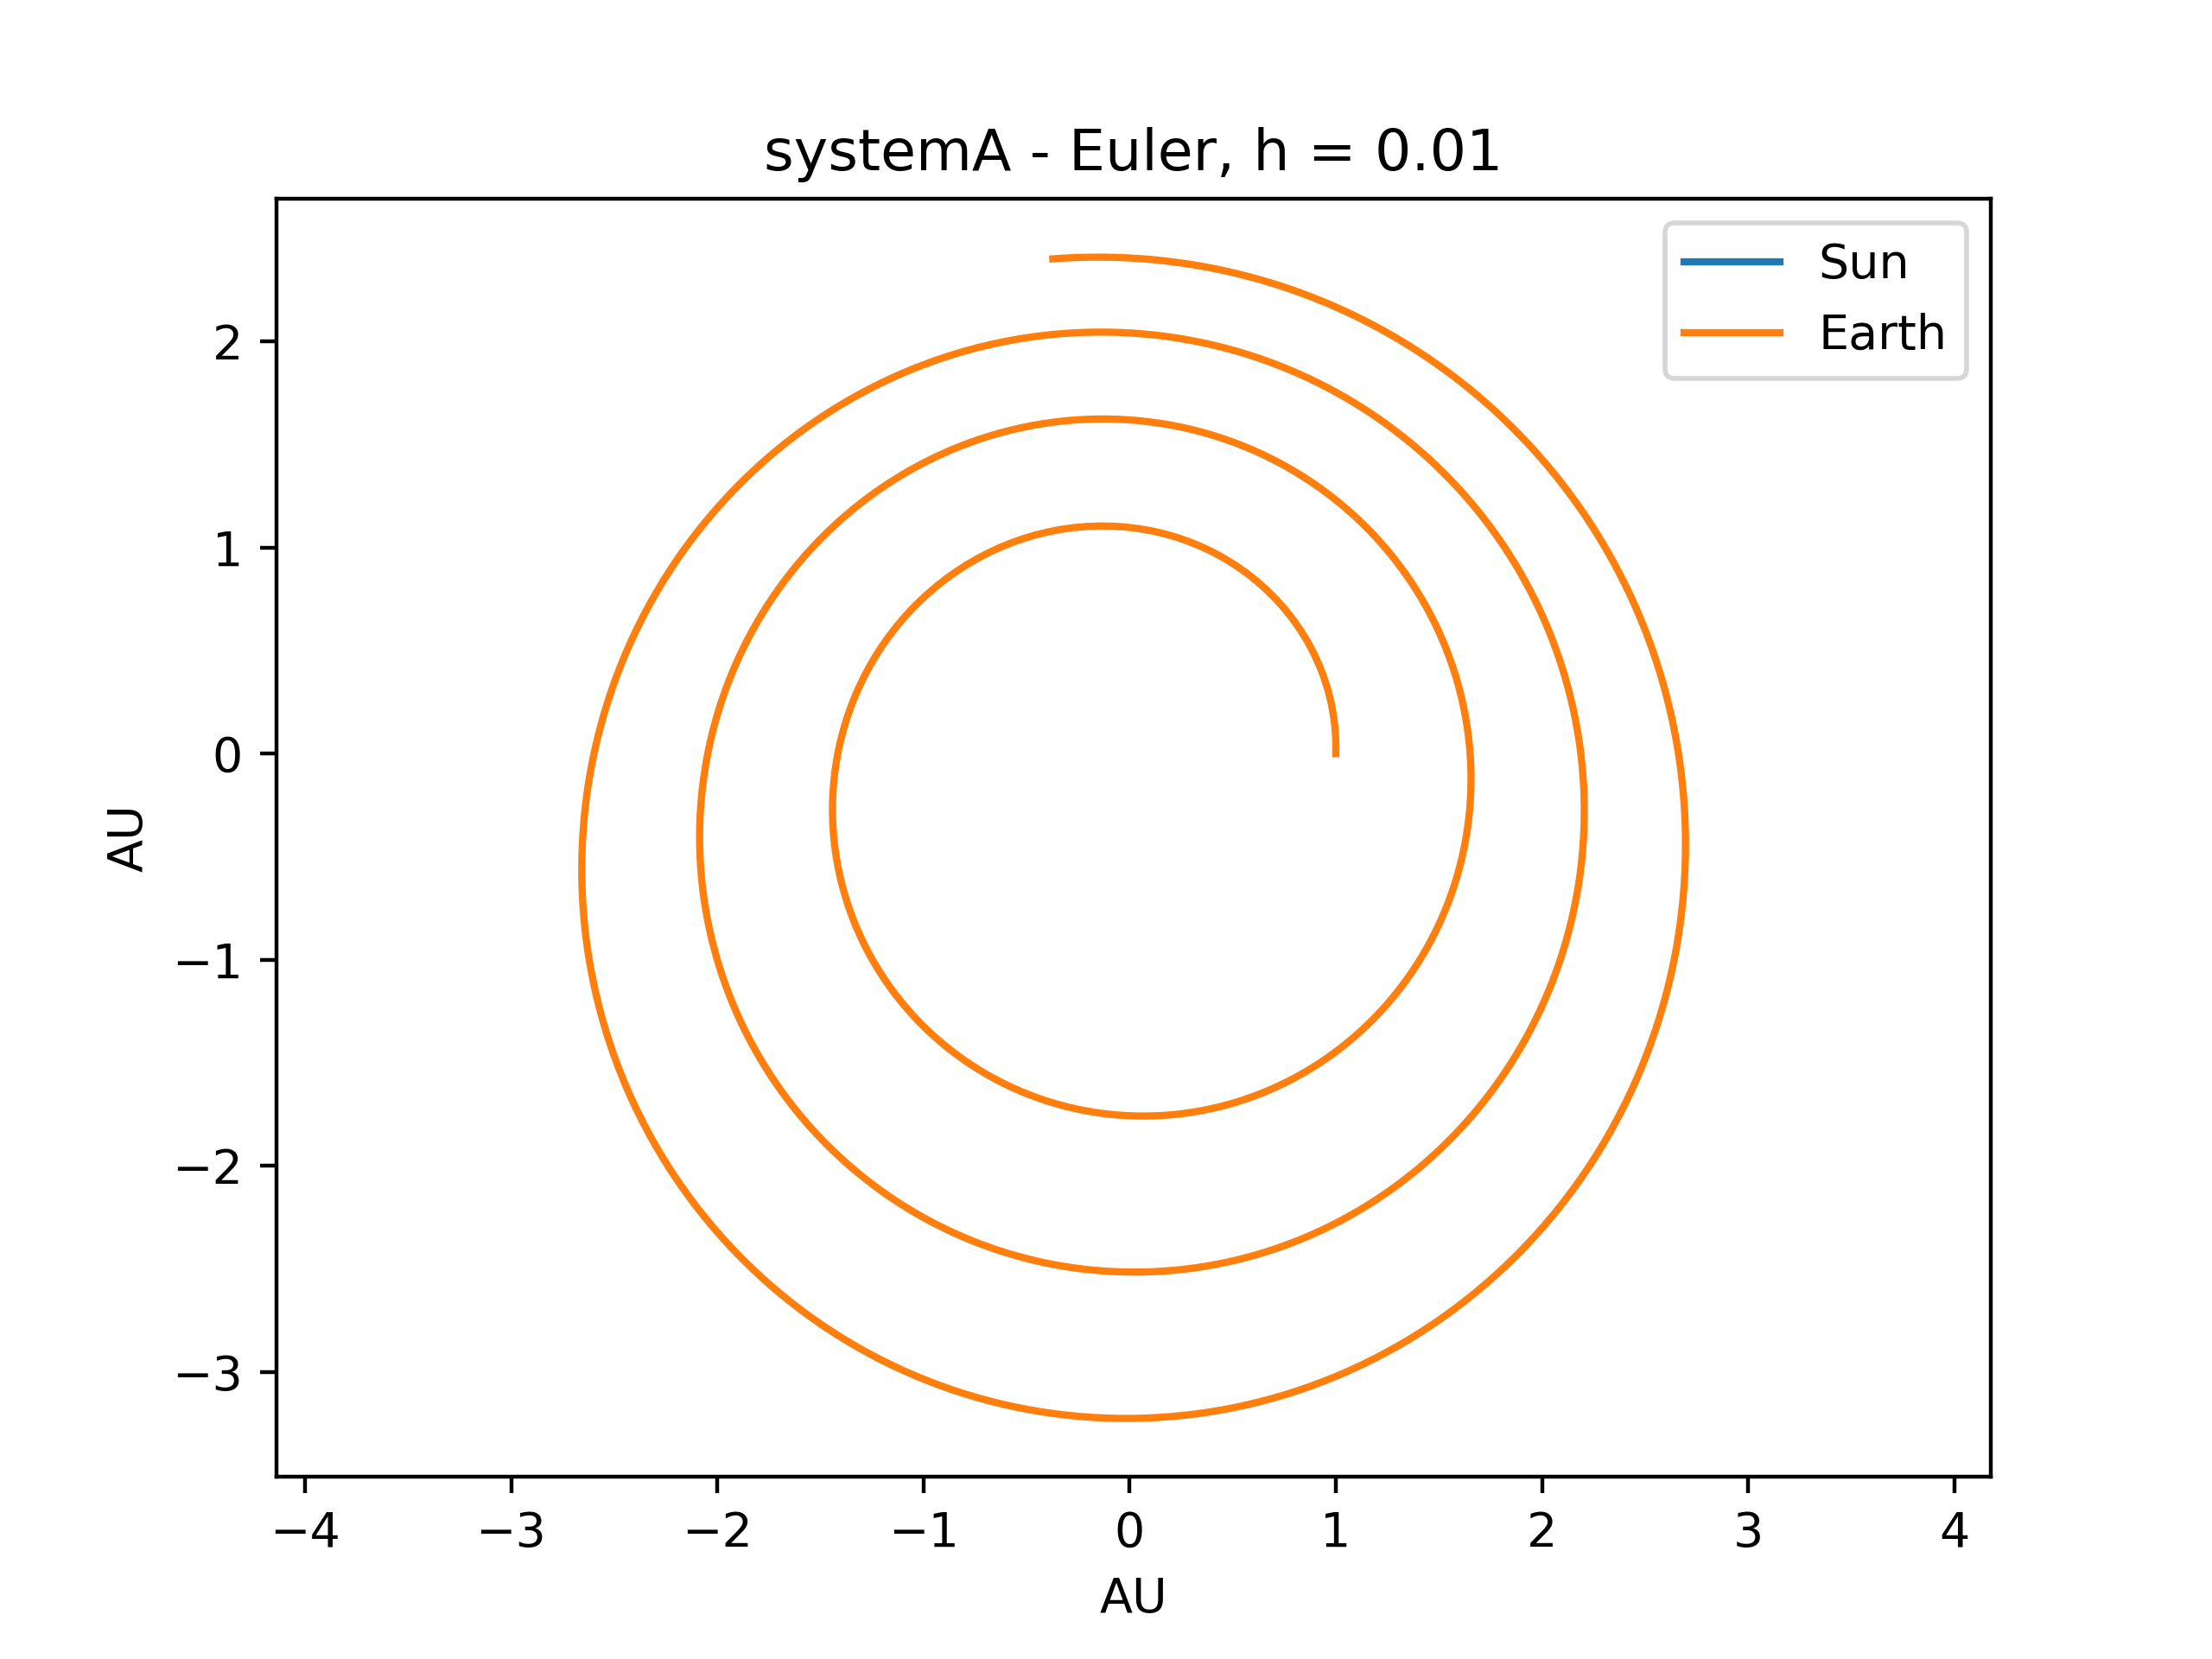 systemA - Euler, h = 0.01
Sun
Earth
2
1
0
−1
−2
−3
AU
−4 −3 −2 −1 0 1 2 3 4
AU